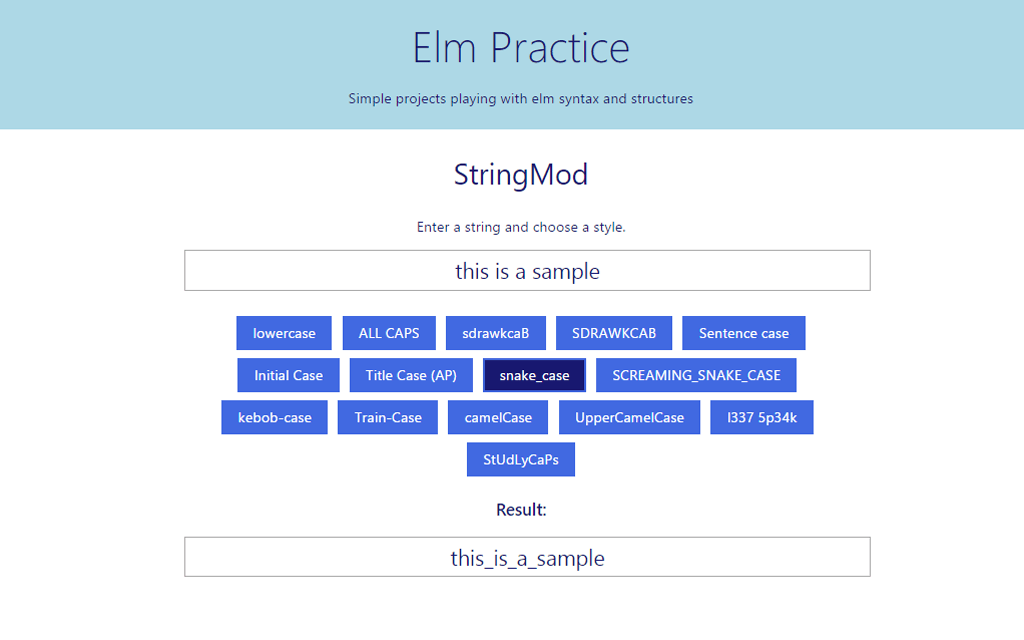 Elm Practice
Simple projects playing with elm syntax and structures
StringMod
Enter a string and choose a style.
this is a sample
lowercase ALL CAPS sdrawkcaB SDRAWKCAB Sentence case
Initial Case Title Case (AP) snake_case SCREAMING_SNAKE_CASE
kebob-case Train-Case camelCase UpperCamelCase l337 5p34k
StUdLyCaPs
Result:
this_is_a_sample